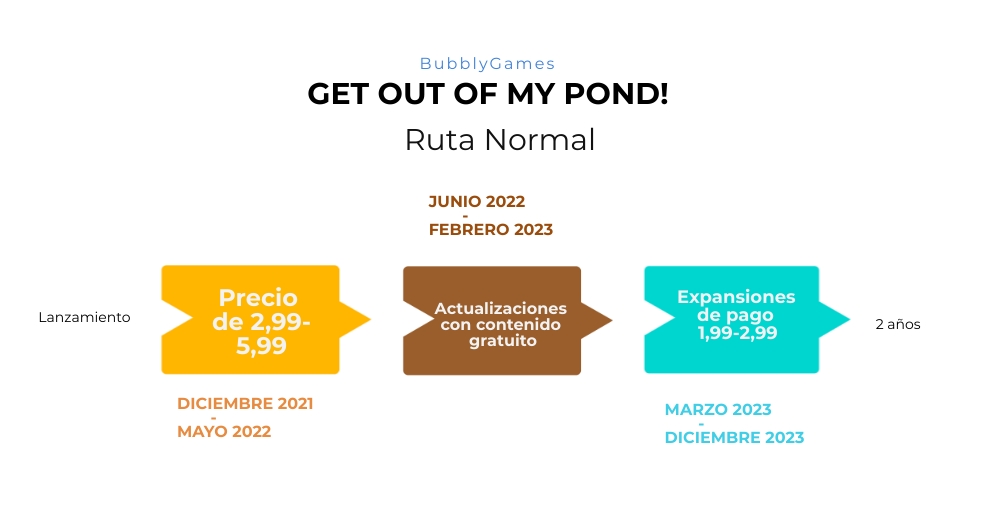 BubblyGames
GET OUT OF MY POND!
Ruta Normal
JUNIO 2022
-
FEBRERO 2023
Lanzamiento
Precio
de 2,99-
5,99
Actualizaciones
con contenido
gratuito
Expansiones
de pago
1,99-2,99
2 años
DICIEMBRE 2021
-
MAYO 2022
MARZO 2023
-
DICIEMBRE 2023